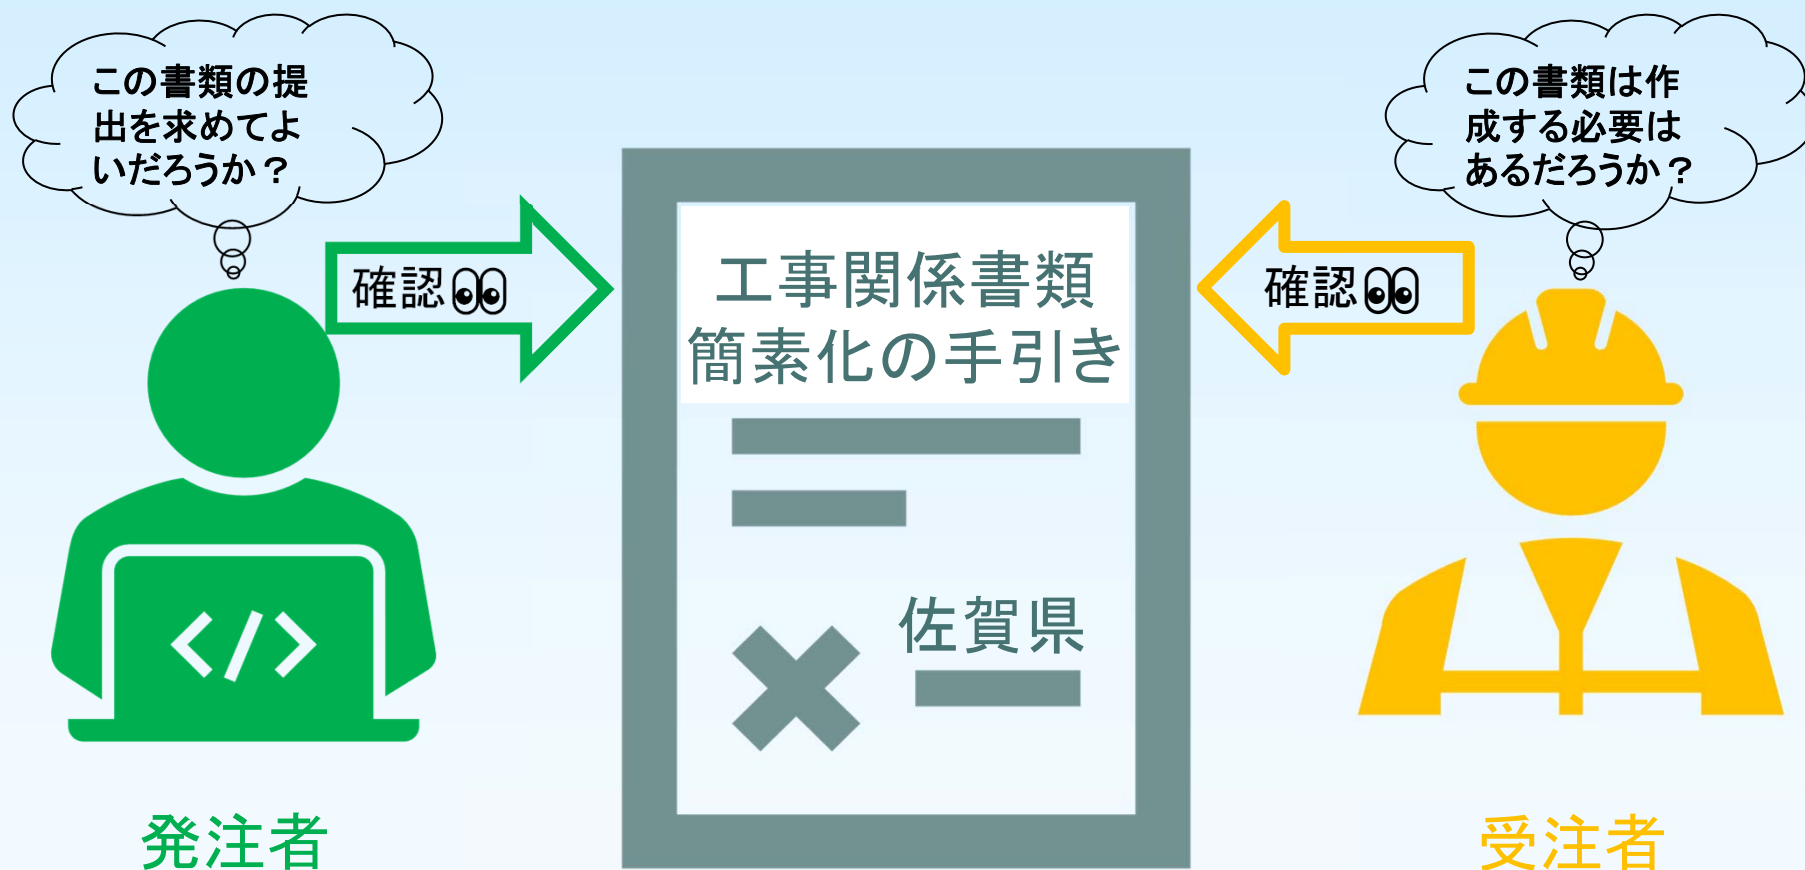 この書類の提
出を求めてよ
いだろうか？
この書類は作
成する必要は
あるだろうか？
確認
工事関係書類
簡素化の手引き
確認
</>
佐賀県
発注者
受注者